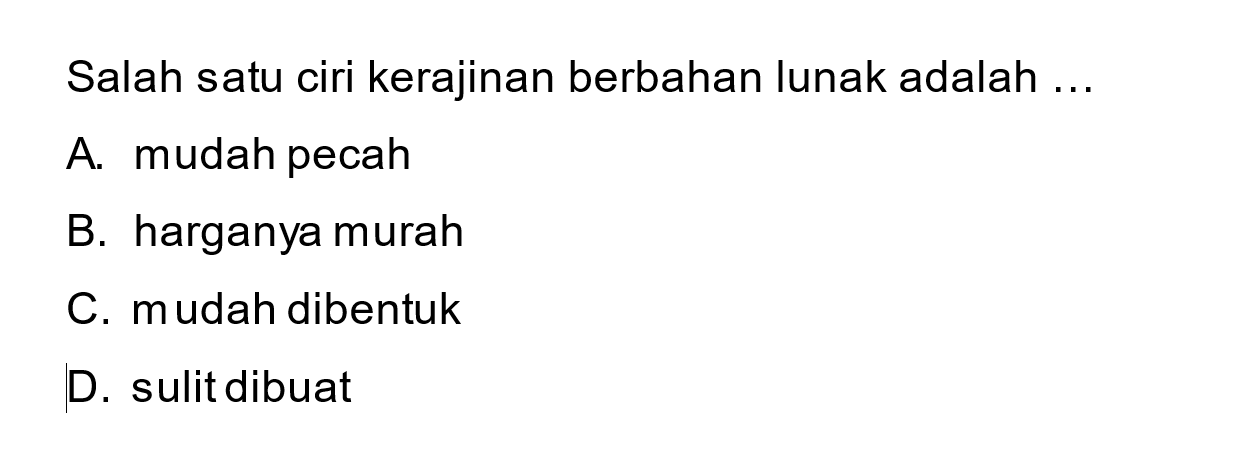 Salah satu ciri kerajinan berbahan lunak adalah …
A. mudah pecah
B. harganya murah
C. mudah dibentuk
D. sulit dibuat